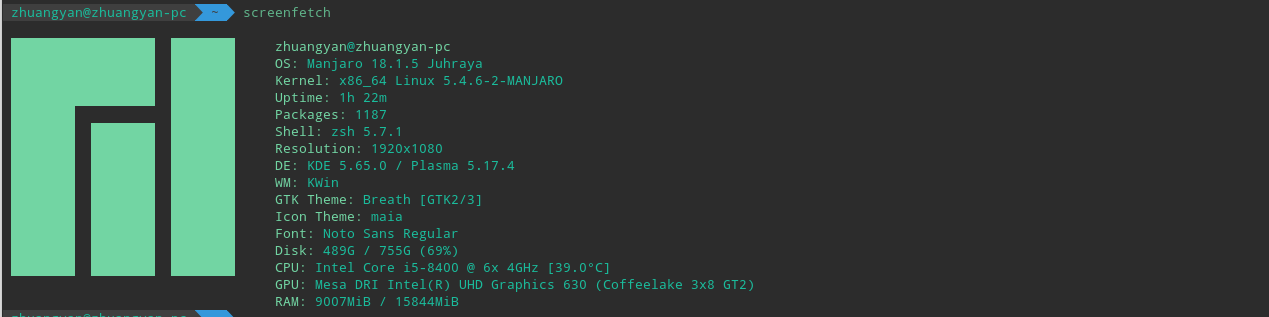 zhuangyan@zhuangyan-pc ~ screenfetch
zhuangyan@zhuangyan-pc
OS: Manjaro 18.1.5 Juhraya
Kernel: x86_64 Linux 5.4.6-2-MANJARO
Uptime: 1h 22m
Packages: 1187
Shell: zsh 5.7.1
Resolution: 1920x1080
DE: KDE 5.65.0 / Plasma 5.17.4
WM: KWin
GTK Theme: Breath [GTK2/3]
Icon Theme: maia
Font: Noto Sans Regular
Disk: 489G / 755G (69%)
CPU: Intel Core i5-8400 @ 6x 4GHz [39.0°C]
GPU: Mesa DRI Intel(R) UHD Graphics 630 (Coffeelake 3x8 GT2)
RAM: 9007MiB / 15844MiB
zhuangyan@zhuangyan-pc